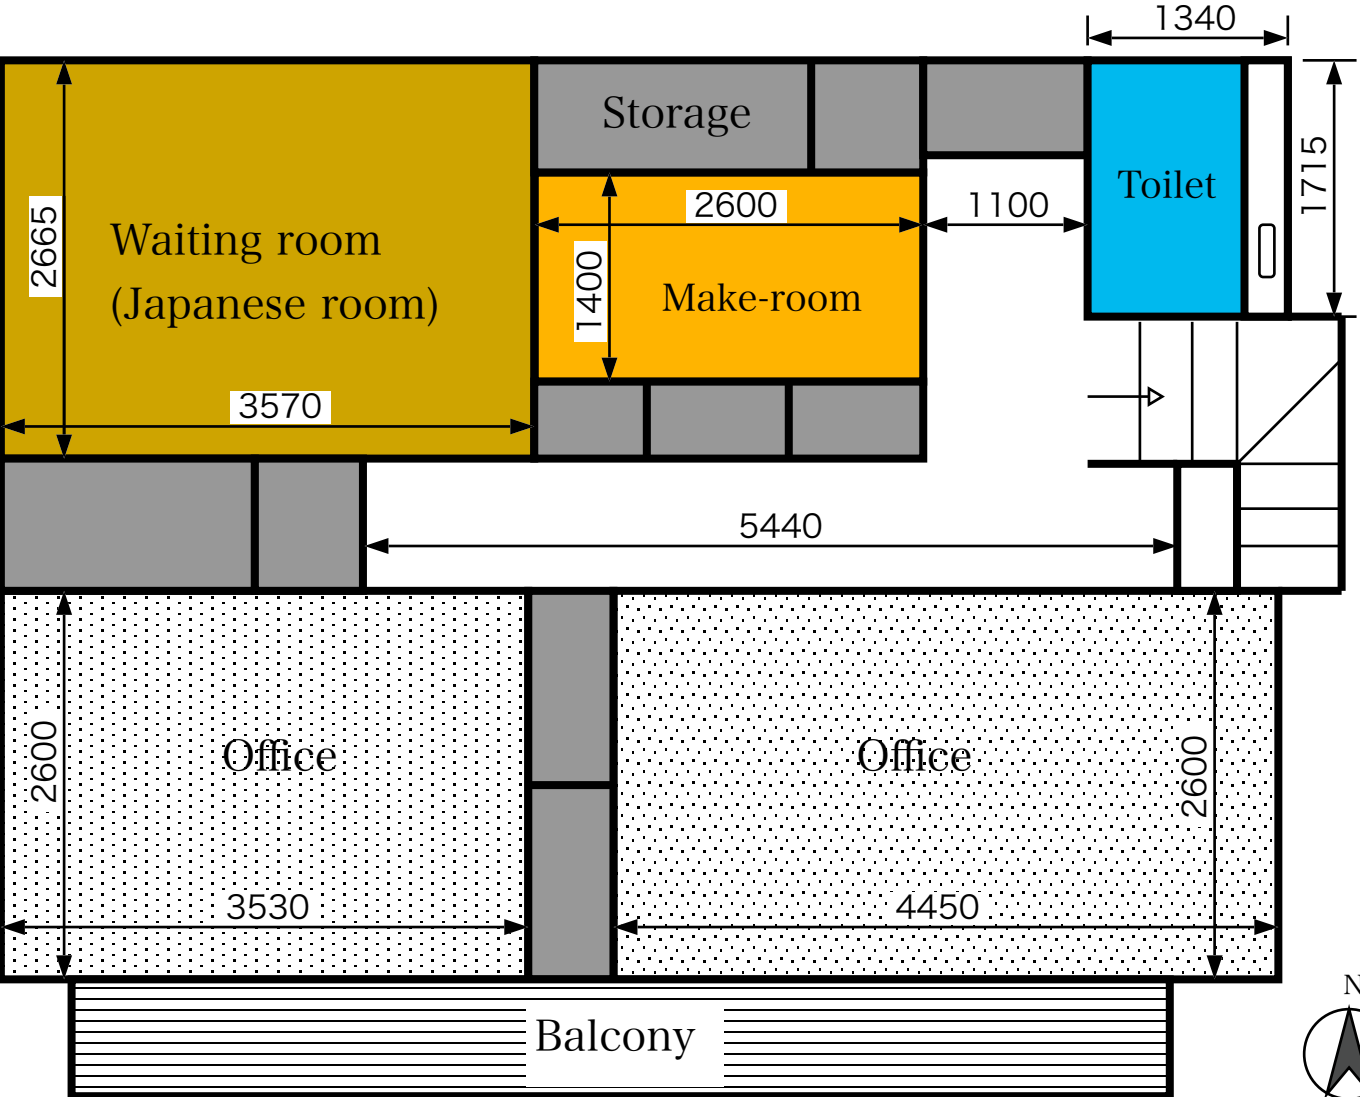 1340
Storage
Toilet
1715
2665
Waiting room
(Japanese room)
2600
1100
1400
Make-room
3570
5440
2600
Office
Office
2600
3530
4450
N
Balcony